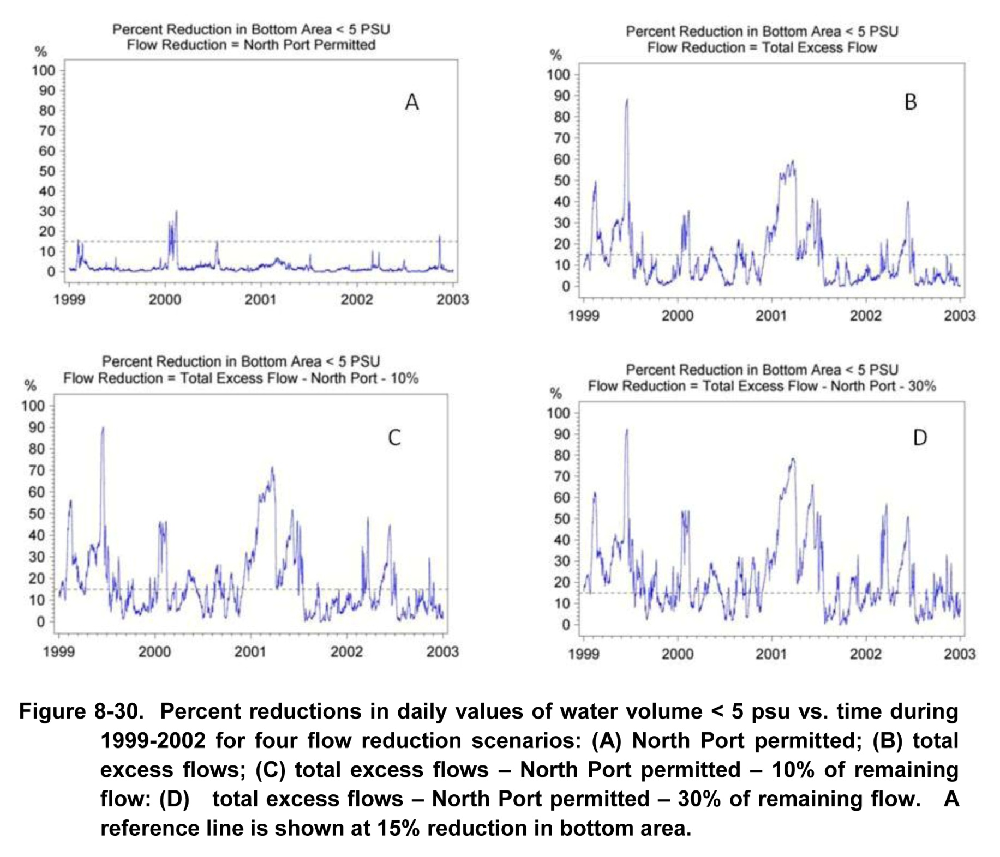 Percent Reduction in Bottom Area < 5 PSU
Flow Reduction = North Port Permitted
%
100
90
80
70
60
50
40
30
20
10
0
A
1999 2000 2001 2002 2003
Percent Reduction in Bottom Area < 5 PSU
Flow Reduction = Total Excess Flow
%
100
90
80
70
60
50
40
30
20
10
0
B
1999 2000 2001 2002 2003
Percent Reduction in Bottom Area < 5 PSU
Flow Reduction = Total Excess Flow - North Port - 10%
%
100
90
80
70
60
50
40
30
20
10
0
C
1999 2000 2001 2002 2003
Percent Reduction in Bottom Area < 5 PSU
Flow Reduction = Total Excess Flow - North Port - 30%
%
100
90
80
70
60
50
40
30
20
10
0
D
1999 2000 2001 2002 2003
Figure 8-30. Percent reductions in daily values of water volume < 5 psu vs. time during
1999-2002 for four flow reduction scenarios: (A) North Port permitted; (B) total
excess flows; (C) total excess flows – North Port permitted – 10% of remaining
flow: (D) total excess flows – North Port permitted – 30% of remaining flow. A
reference line is shown at 15% reduction in bottom area.